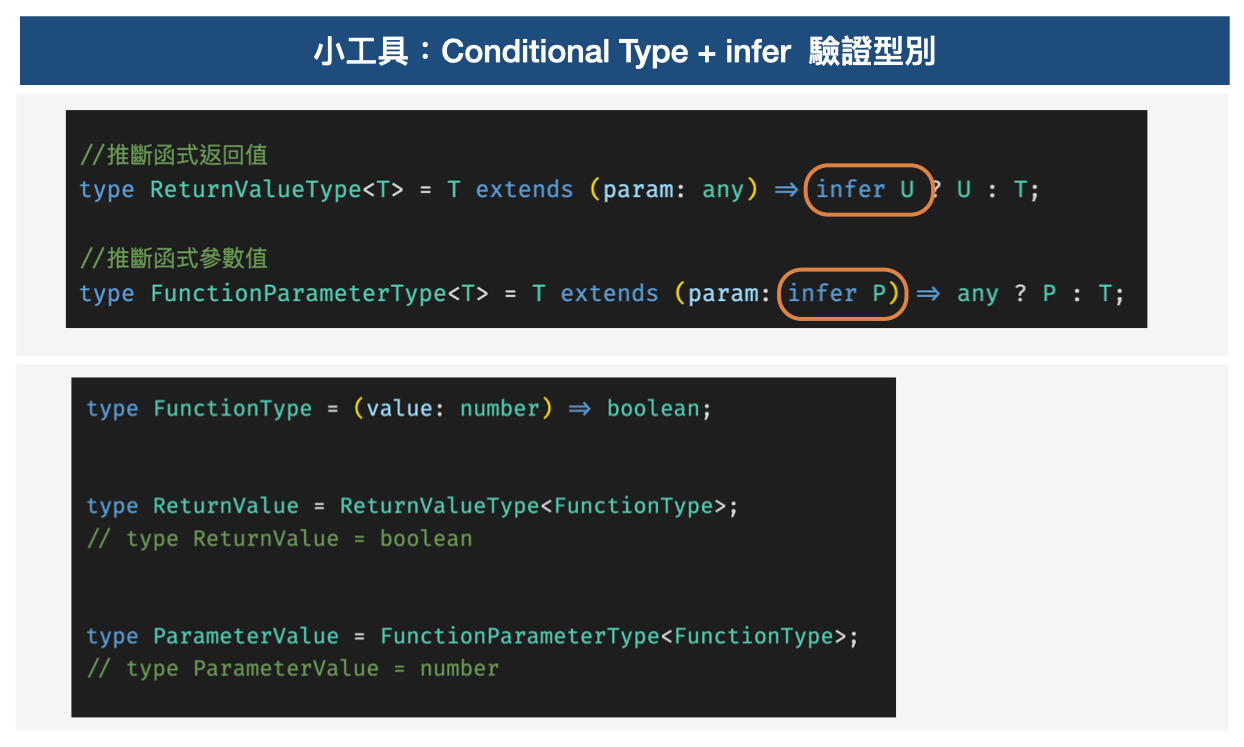 小工具：Conditional Type + infer 驗證型別
//推斷函式返回值
type ReturnValueType<T> = T extends (param: any) => infer U ? U : T;
//推斷函式參數值
type FunctionParameterType<T> = T extends (param: infer P) => any ? P : T;
type FunctionType = (value: number) => boolean;
type ReturnValue = ReturnValueType<FunctionType>;
// type ReturnValue = boolean
type ParameterValue = FunctionParameterType<FunctionType>;
// type ParameterValue = number